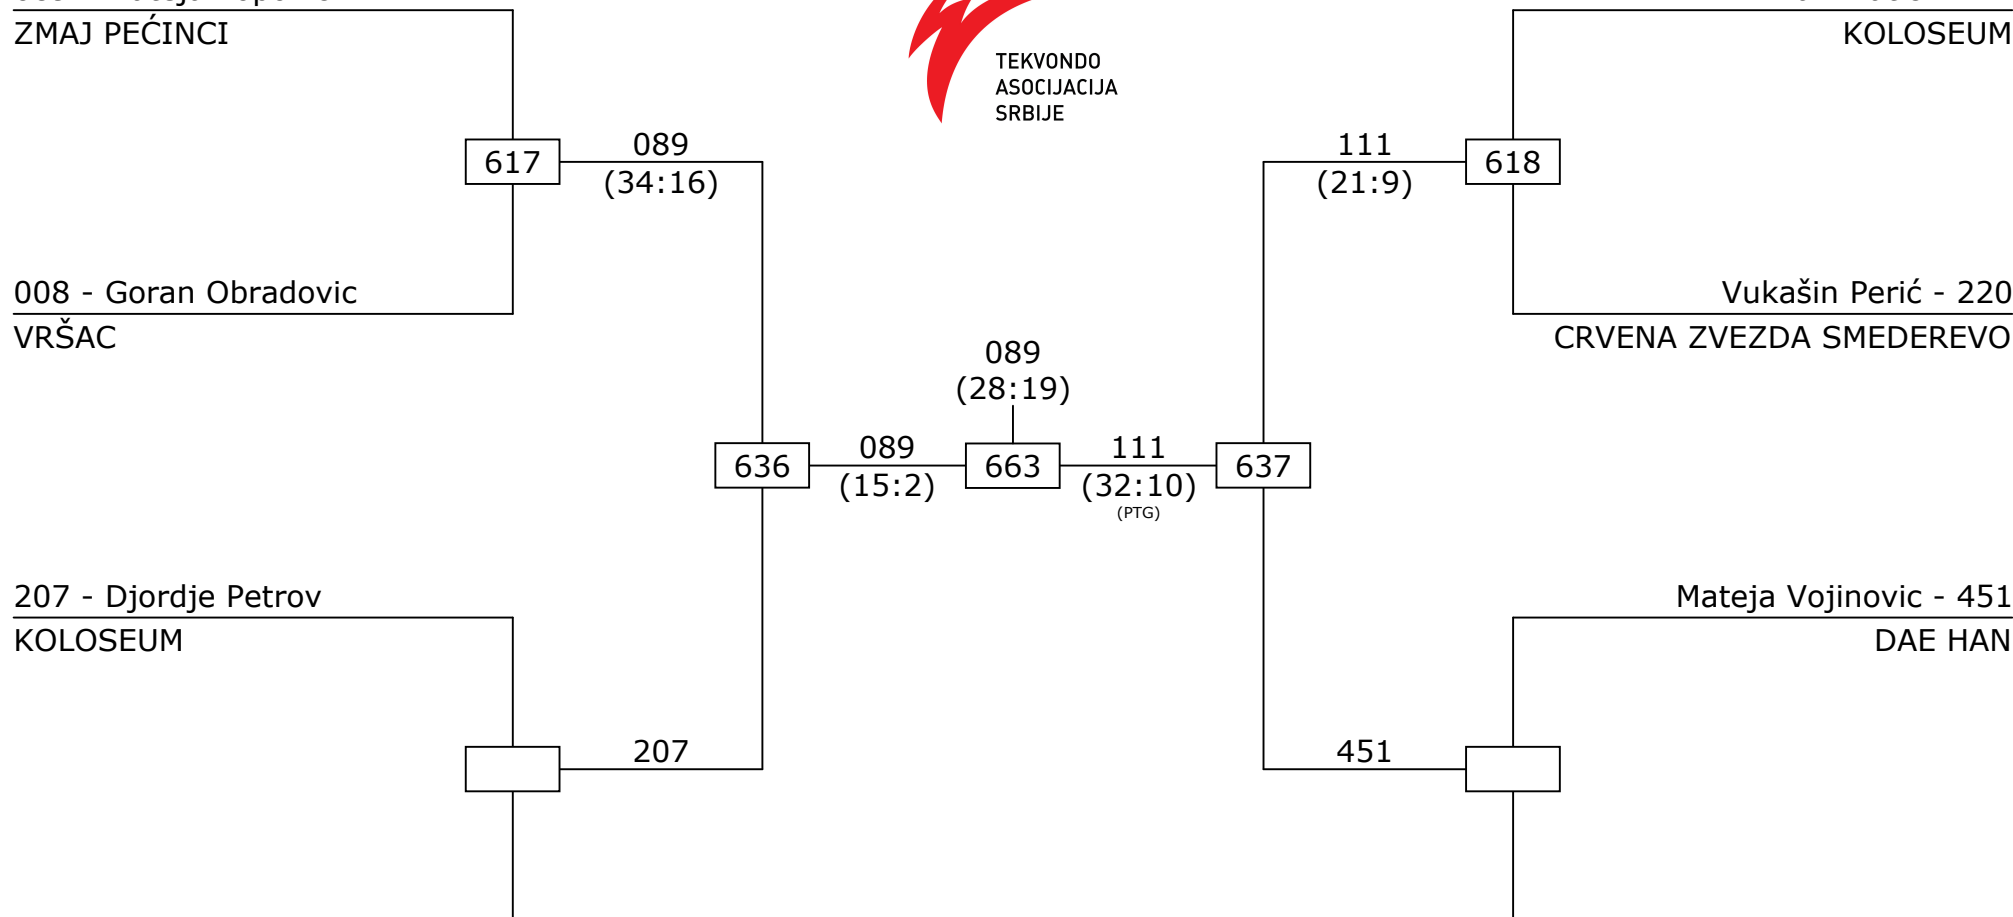 ZMAJ PEĆINCI
KOLOSEUM
TEKVONDO
ASOCIJACIJA
SRBIJE
617
089
(34:16)
111
(21:9)
618
008 - Goran Obradovic
VRŠAC
Vukašin Perić - 220
CRVENA ZVEZDA SMEDEREVO
089
(28:19)
636
089
(15:2)
663
111
(32:10)
(PTG)
637
207 - Djordje Petrov
KOLOSEUM
Mateja Vojinovic - 451
DAE HAN
207
451